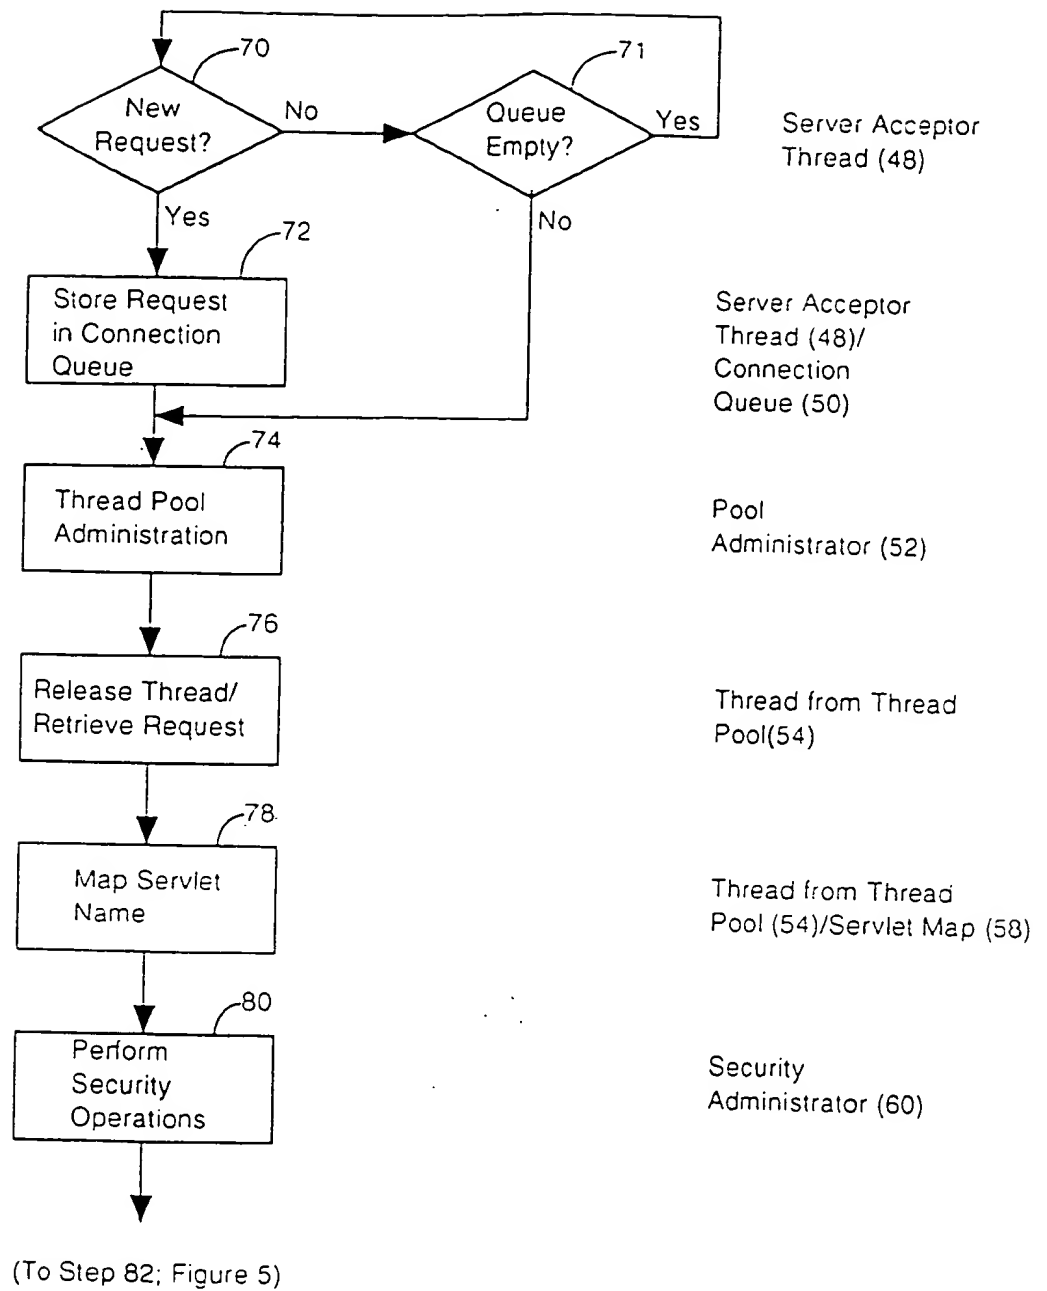 70
New
Request?
No
71
Queue
Empty?
Yes
Server Acceptor
Thread (48)
Yes
No
72
Store Request
in Connection
Queue
Server Acceptor
Thread (48)/
Connection
Queue (50)
74
Thread Pool
Administration
Pool
Administrator (52)
76
Release Thread/
Retrieve Request
Thread from Thread
Pool(54)
78
Map Servlet
Name
Thread from Thread
Pool (54)/Servlet Map (58)
80
Perform
Security
Operations
Security
Administrator (60)
(To Step 82; Figure 5)